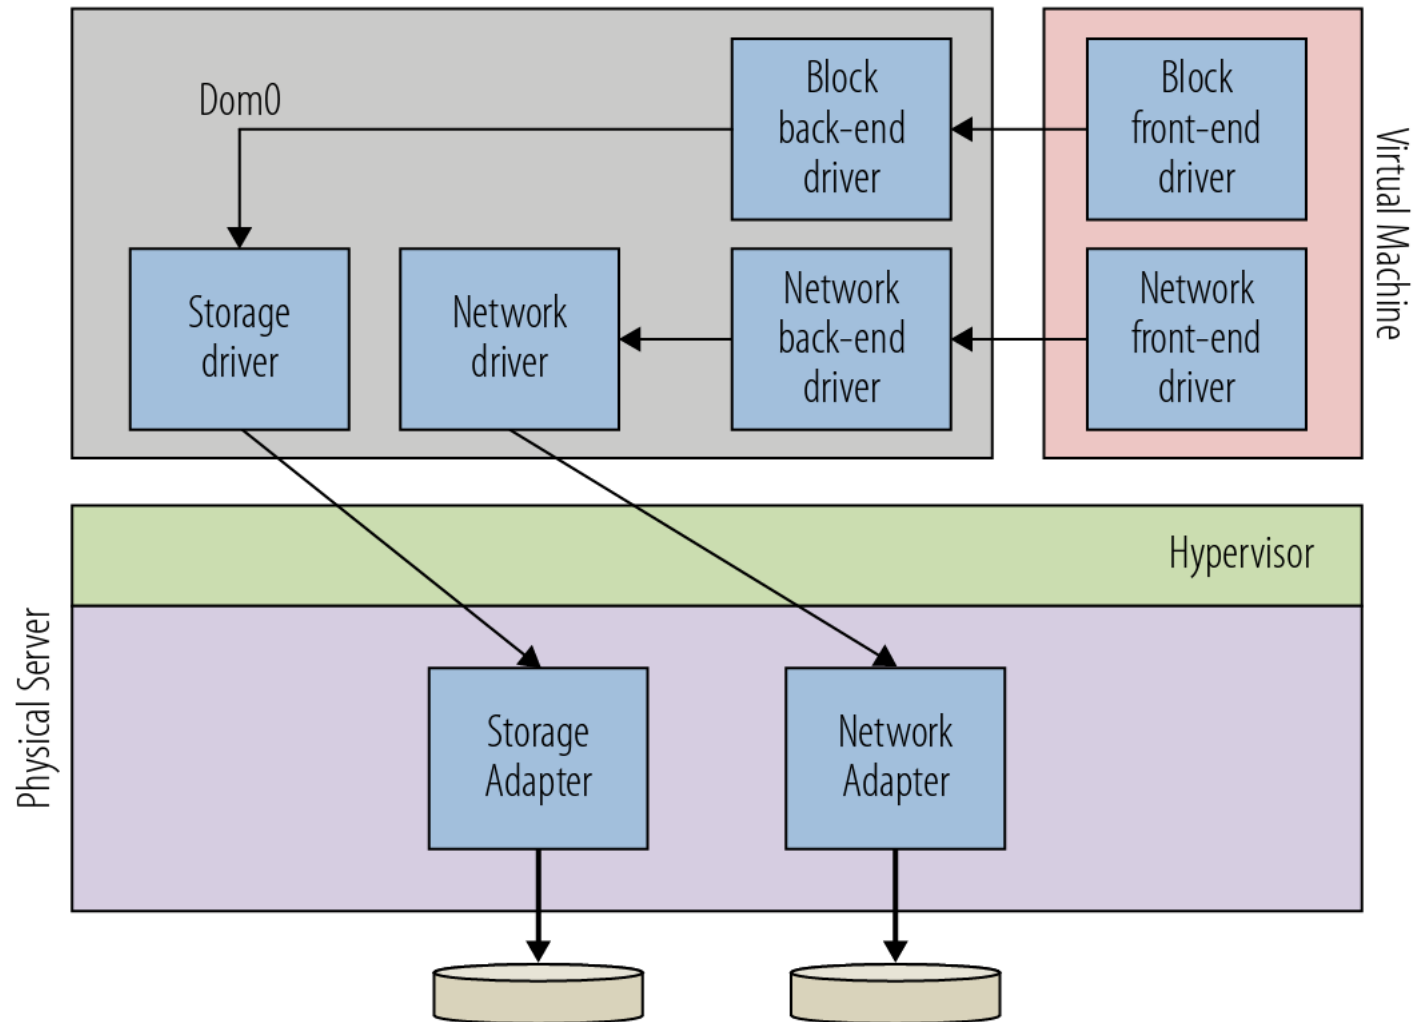 Dom0
Block
back-end
driver
Block
front-end
driver
Virtual Machine
Storage
driver
Network
driver
Network
back-end
driver
Network
front-end
driver
Hypervisor
Physical Server
Storage
Adapter
Network
Adapter